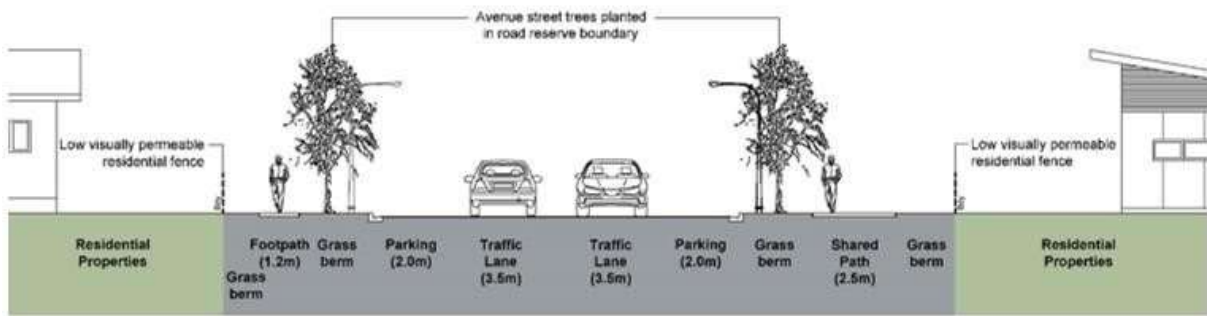 Avenue street trees planted
in road reserve boundary
Low visually permeable
residential fence
Low visually permeable
residential fence
Residential
Properties
Grass
berm
Footpath
(1.2m)
Grass
berm
Parking
(2.0m)
Traffic
Lane
(3.5m)
Traffic
Lane
(3.5m)
Parking
(2.0m)
Grass
berm
Shared
Path
(2.5m)
Grass
berm
Residential
Properties